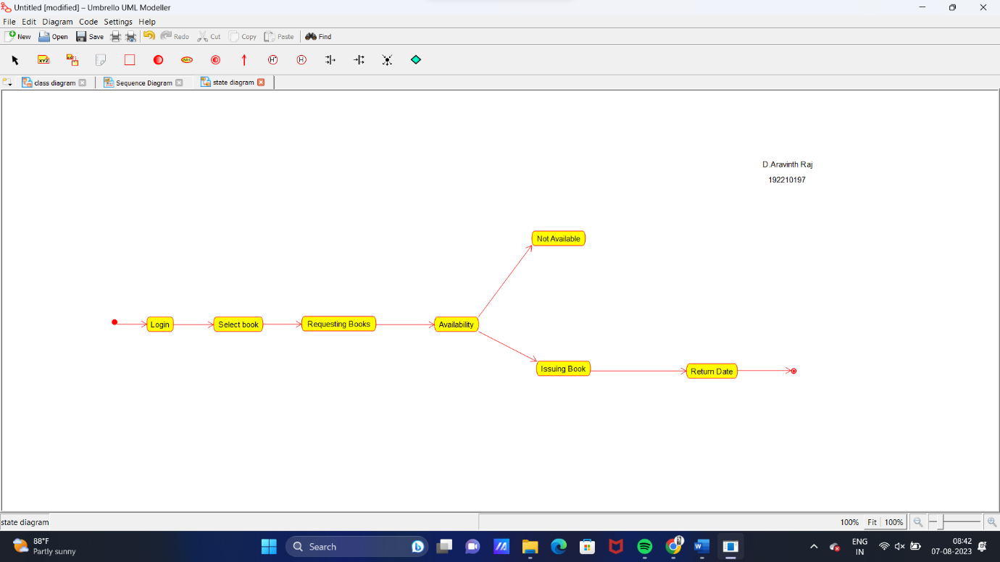 Untitled [modified] – Umbrello UML Modeller
File Edit Diagram Code Settings Help
New Open Save Redo Cut Copy Paste Find
XYZ ABC H* H
class diagram Sequence Diagram state diagram
D.Aravinth Raj
192210197
Not Available
Login Select book Requesting Books Availability
Issuing Book Return Date
state diagram 100% Fit 100%
88°F
Partly sunny
Search
ENG
IN
08:42
07-08-2023